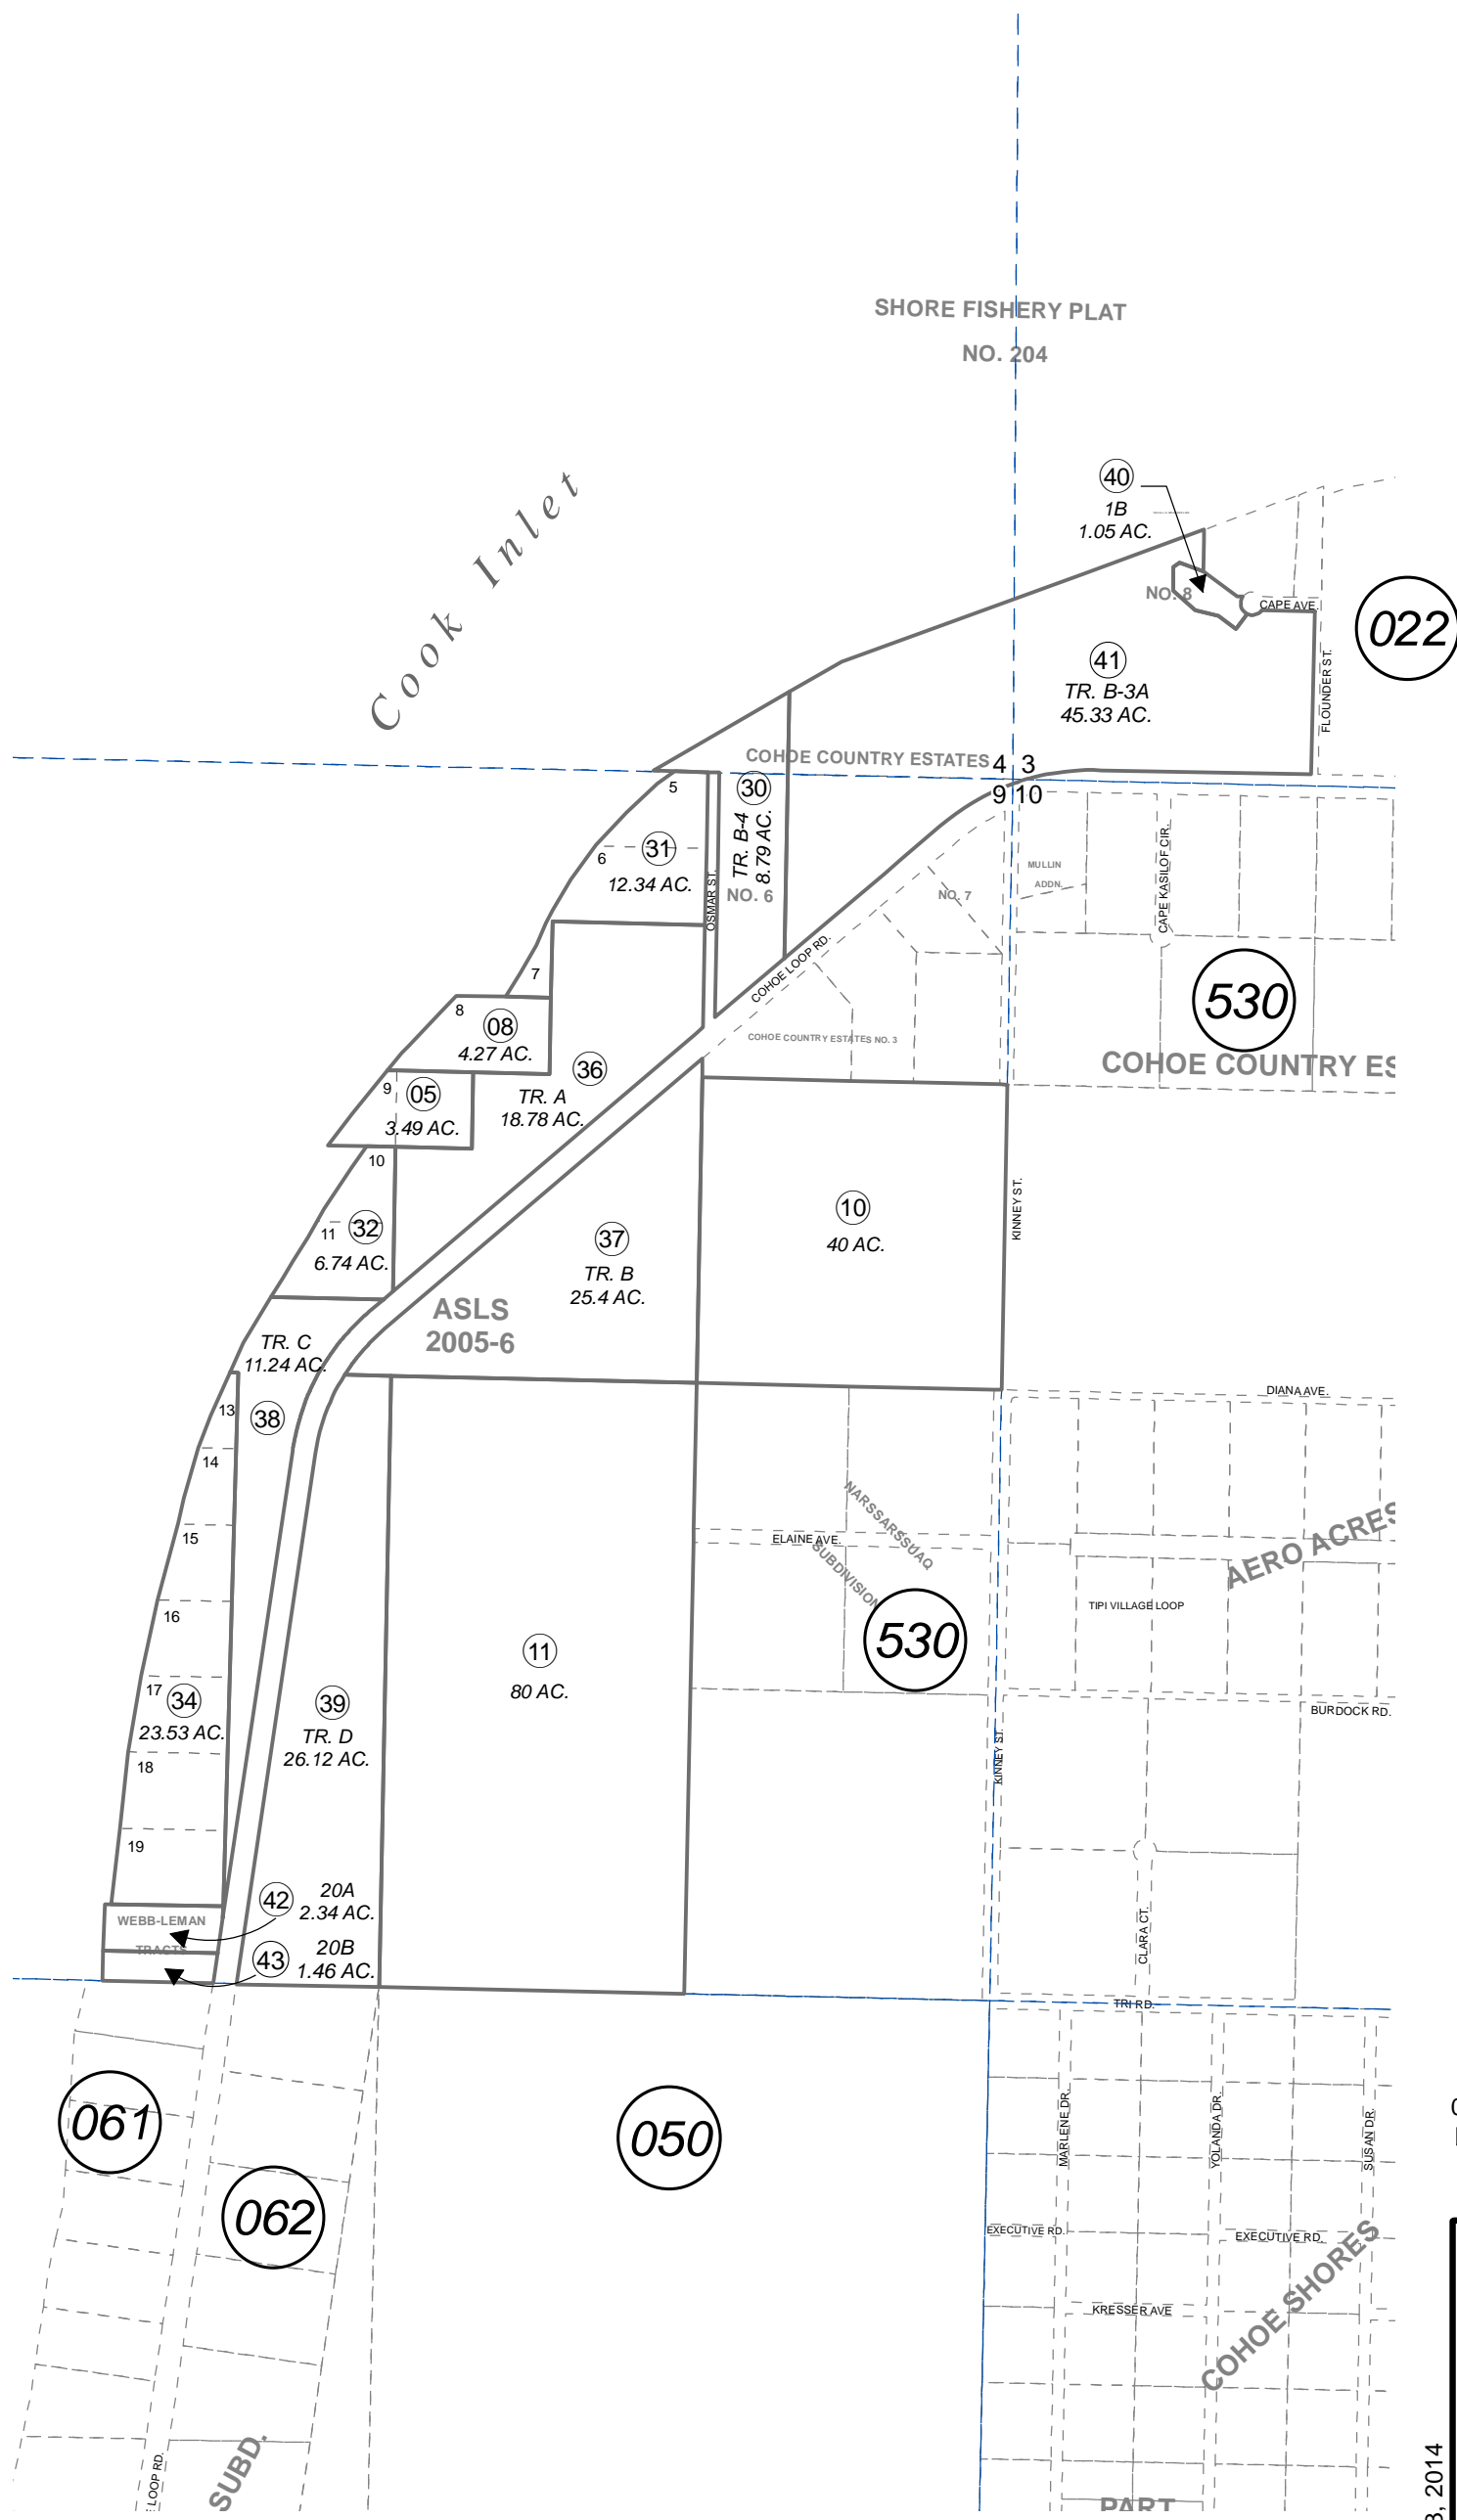 SHORE FISHERY PLAT
NO. 204
Cook Inlet
40
1B
1.05 AC.
NO. 8
CAPE AVE.
022
41
TR. B-3A
45.33 AC.
FLOUNDER ST.
COHOE COUNTRY ESTATES
4 3
9 10
5
30
TR. B-4
8.79 AC.
NO. 6
OSMAR ST.
6
31
12.34 AC.
MULLIN
ADDN.
CAPE KASILOF CIR.
NO. 7
7
COHOE LOOP RD.
530
8
08
4.27 AC.
COHOE COUNTRY ESTATES NO. 3
COHOE COUNTRY ES
36
TR. A
18.78 AC.
9
05
3.49 AC.
10
11
32
6.74 AC.
10
40 AC.
KINNEY ST.
37
TR. B
25.4 AC.
ASLS
2005-6
TR. C
11.24 AC.
38
13
14
15
16
17
34
23.53 AC.
18
19
DIANA AVE.
NARSSARSSUAQ
SUBDIVISION
ELAINE AVE.
AERO ACRES
TIPI VILLAGE LOOP
530
11
80 AC.
39
TR. D
26.12 AC.
BURDOCK RD.
KINNEY ST.
42
20A
2.34 AC.
WEBB-LEMAN
TRACTS
43
20B
1.46 AC.
CLARA CT.
TRI RD.
061
062
050
MARLENE DR.
YOLANDA DR.
SUSAN DR.
EXECUTIVE RD.
EXECUTIVE RD.
KRESSER AVE
COHOE SHORES
E LOOP RD.
SUBD.
PART
3, 2014